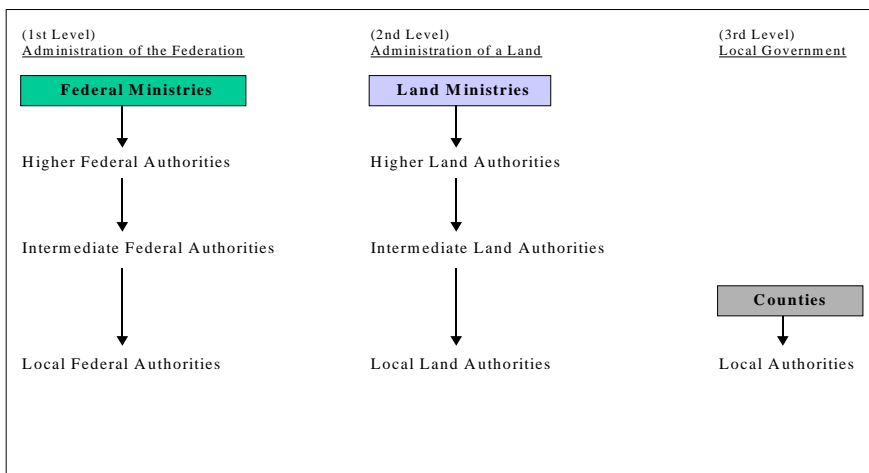 (1st Level)
Administration of the Federation
Federal Ministries
Higher Federal Authorities
Intermediate Federal Authorities
Local Federal Authorities
(2nd Level)
Administration of a Land
Land Ministries
Higher Land Authorities
Intermediate Land Authorities
Local Land Authorities
(3rd Level)
Local Government
Counties
Local Authorities